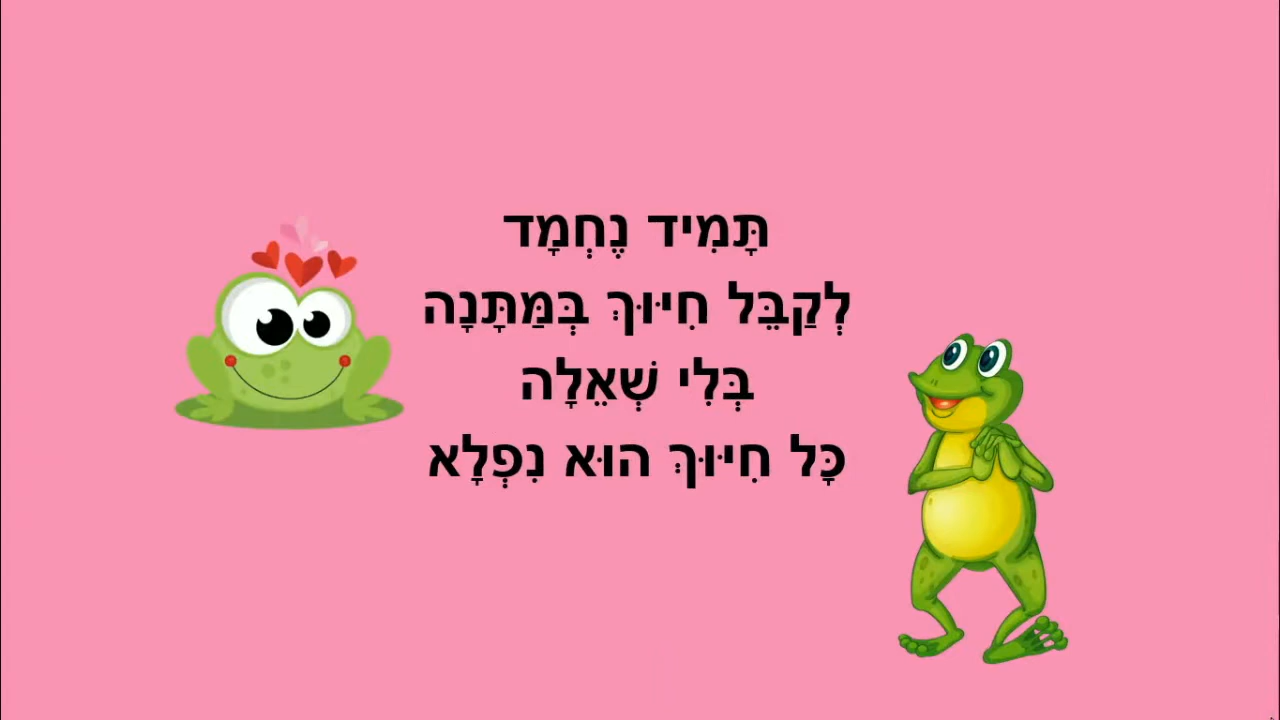 תָּמִיד נֶחְמָד
לְקַבֵּל חִיּוּךְ בְּמַּתָּנָה
בְּלִי שְׁאֵלָה
כָּל חִיּוּךְ הוּא נִפְלָא